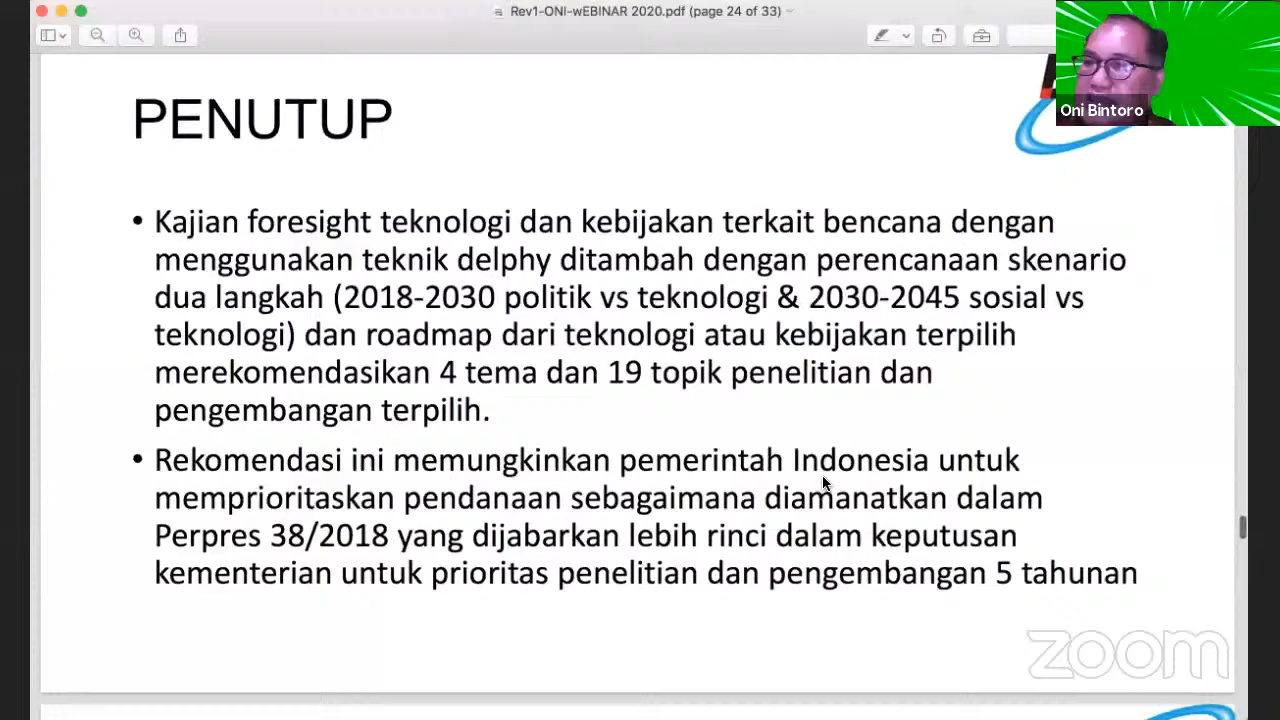 Rev1-ONI-wEBINAR 2020.pdf (page 24 of 33)
Oni Bintoro
PENUTUP
• Kajian foresight teknologi dan kebijakan terkait bencana dengan
menggunakan teknik delphy ditambah dengan perencanaan skenario
dua langkah (2018-2030 politik vs teknologi & 2030-2045 sosial vs
teknologi) dan roadmap dari teknologi atau kebijakan terpilih
merekomendasikan 4 tema dan 19 topik penelitian dan
pengembangan terpilih.
• Rekomendasi ini memungkinkan pemerintah Indonesia untuk
memprioritaskan pendanaan sebagaimana diamanatkan dalam
Perpres 38/2018 yang dijabarkan lebih rinci dalam keputusan
kementerian untuk prioritas penelitian dan pengembangan 5 tahunan
zoom